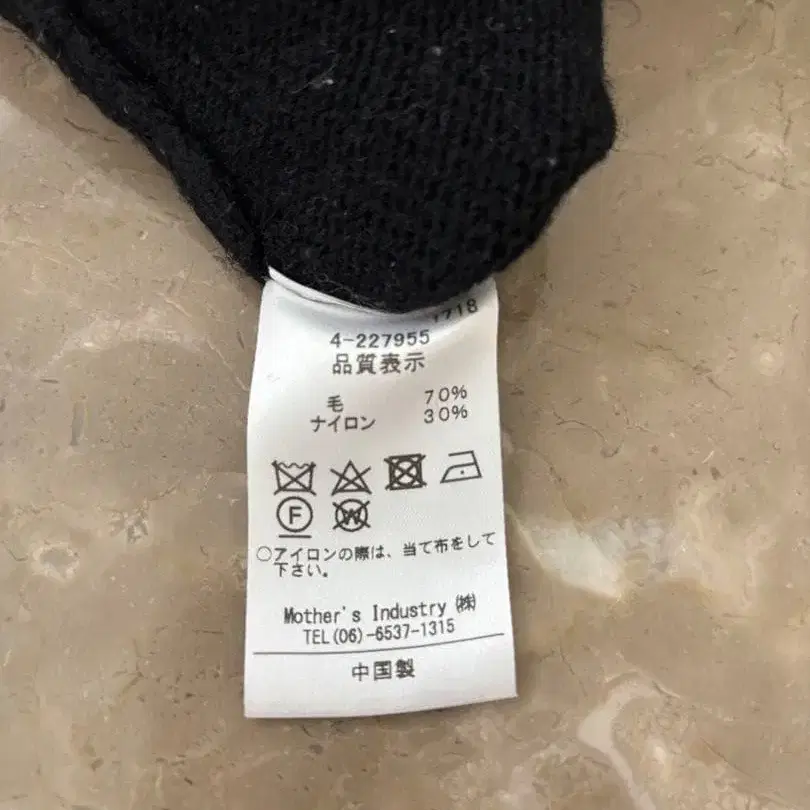 1718
4-227955
品質表示
毛 70%
ナイロン 30%
F W
○アイロンの際は、当て布をして
下さい。
Mother's Industry ㈱
TEL(06)-6537-1315
中国製